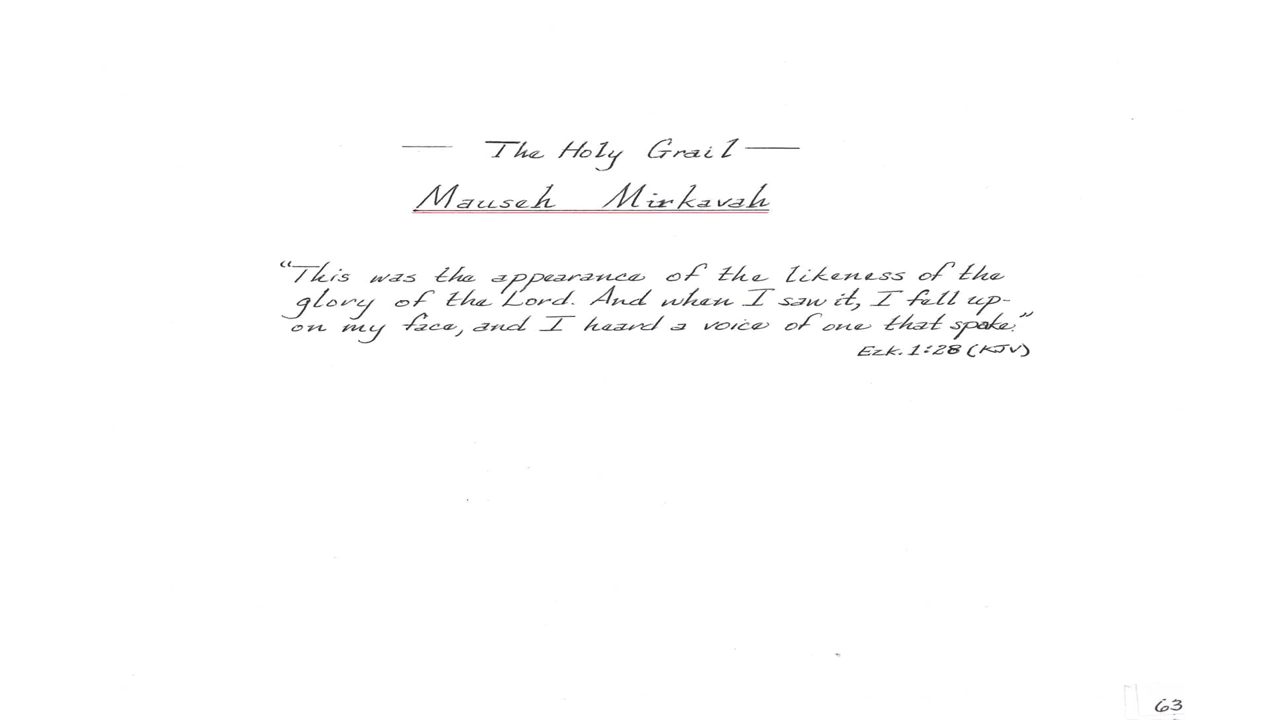 — The Holy Grail —
Mauseh Mirkavah
“This was the appearance of the likeness of the
glory of the Lord. And when I saw it, I fell up-
on my face, and I heard a voice of one that spoke.”
Ezk. 1:28 (KJV)
63